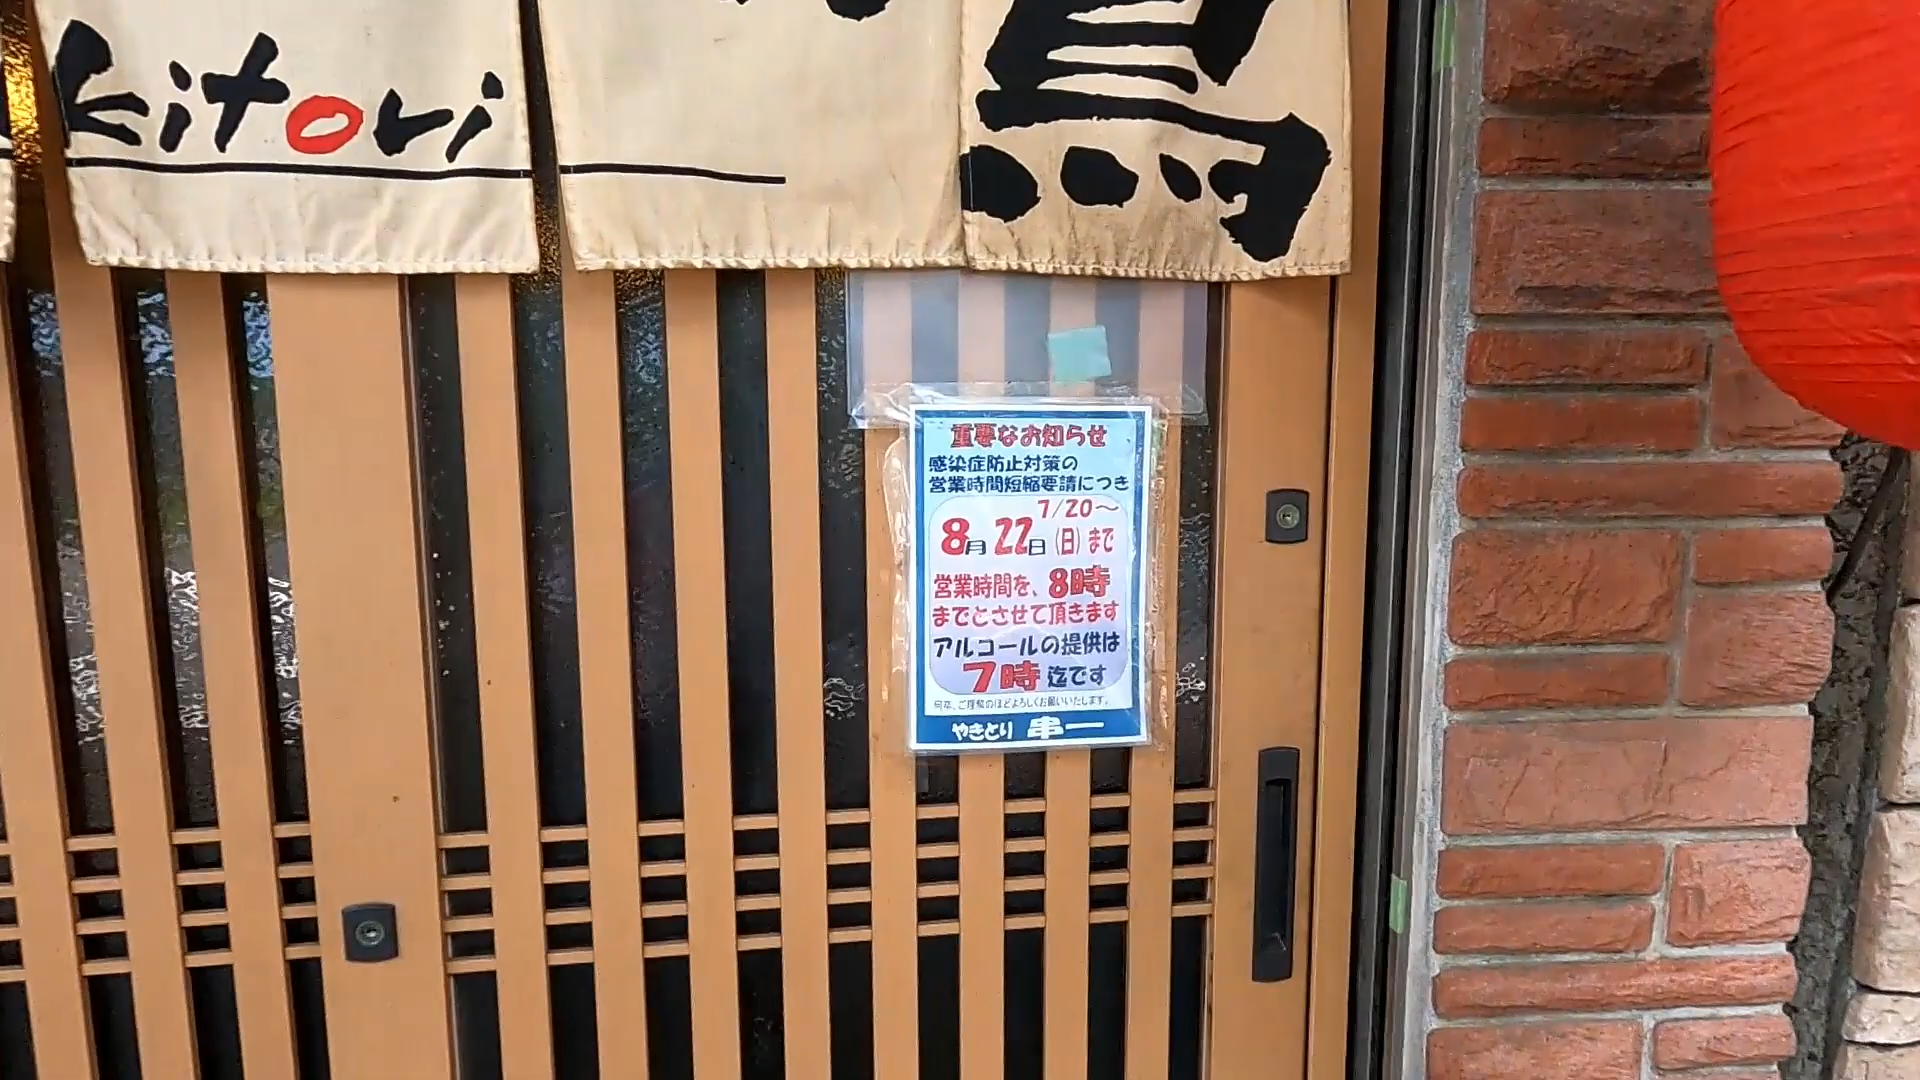 kitori
鳥
重要なお知らせ
感染症防止対策の
営業時間短縮要請につき
7/20〜
8月22日(日)まで
営業時間を、8時
までとさせて頂きます
アルコールの提供は
7時迄です
何卒、ご理解のほどよろしくお願いいたします。
やきとり 串一